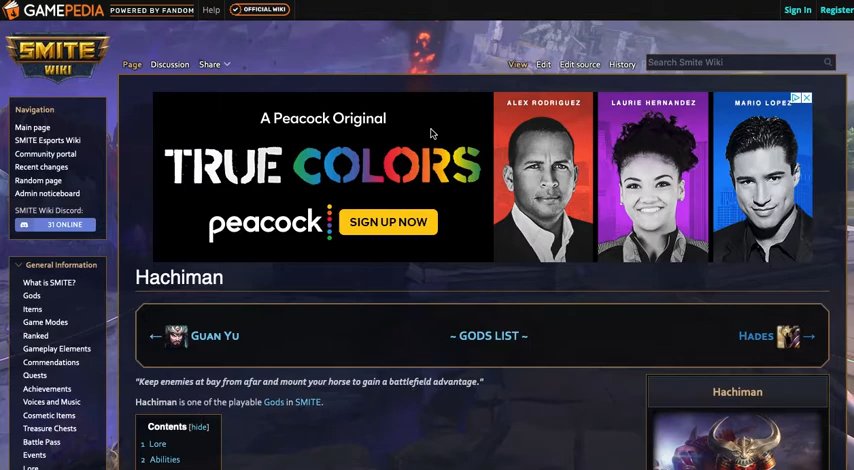 GAMEPEDIA POWERED BY FANDOM Help OFFICIAL WIKI Sign In Register
SMITE
WIKI
Page Discussion Share View Edit Edit source History Search Smite Wiki
A Peacock Original
TRUE COLORS
peacock SIGN UP NOW
ALEX RODRIGUEZ LAURIE HERNANDEZ MARIO LOPEZ
Navigation
Main page
SMITE Esports Wiki
Community portal
Recent changes
Random page
Admin noticeboard
SMITE Wiki Discord:
31 ONLINE
General Information
What is SMITE?
Gods
Items
Game Modes
Ranked
Gameplay Elements
Commendations
Quests
Achievements
Voices and Music
Cosmetic Items
Treasure Chests
Battle Pass
Events
Lore
Hachiman
← Guan Yu ~ GODS LIST ~ Hades →
"Keep enemies at bay from afar and mount your horse to gain a battlefield advantage."
Hachiman is one of the playable Gods in SMITE.
Contents [hide]
1 Lore
2 Abilities
Hachiman